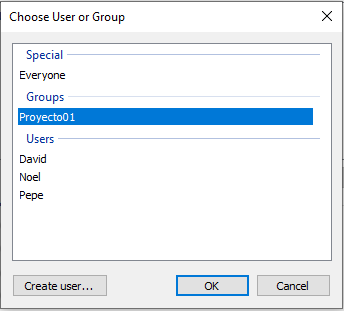 Choose User or Group
Special
Everyone
Groups
Proyecto01
Users
David
Noel
Pepe
Create user...
OK
Cancel